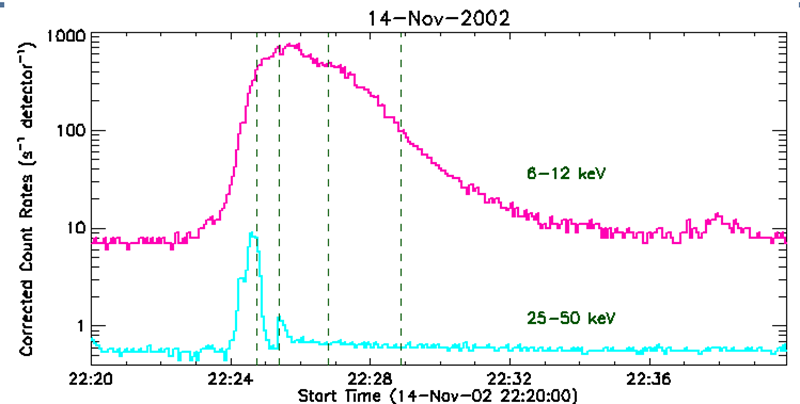 14-Nov-2002
Corrected Count Rates (s⁻¹ detector⁻¹)
1000
100
10
1
6-12 keV
25-50 keV
22:20 22:24 22:28 22:32 22:36
Start Time (14-Nov-02 22:20:00)